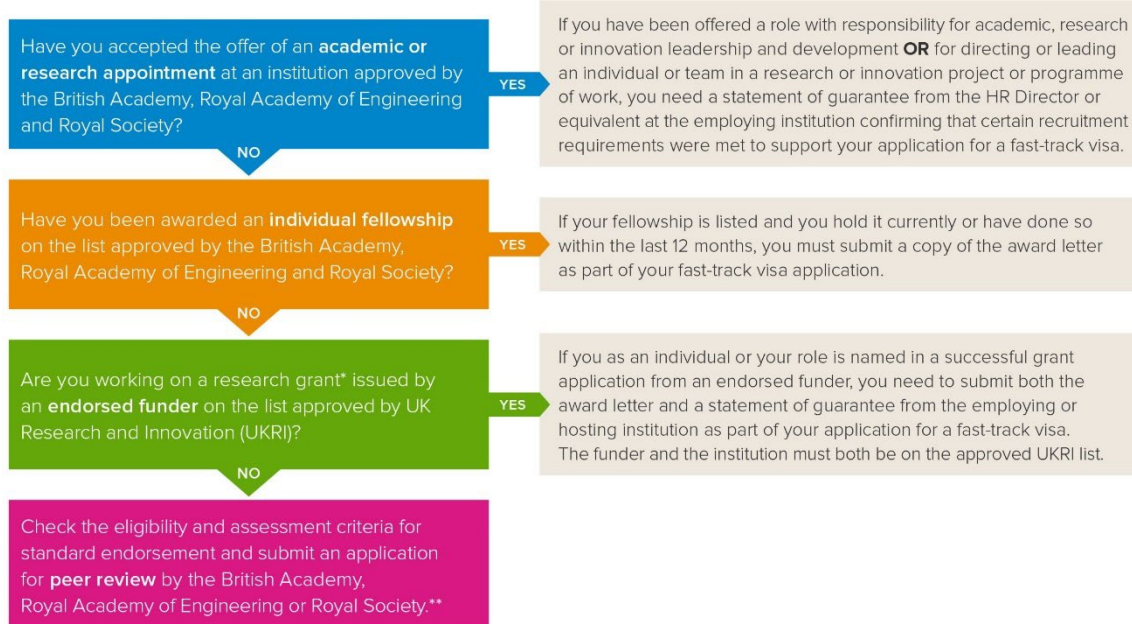 Have you accepted the offer of an academic or
research appointment at an institution approved by
the British Academy, Royal Academy of Engineering
and Royal Society?
YES
If you have been offered a role with responsibility for academic, research
or innovation leadership and development OR for directing or leading
an individual or team in a research or innovation project or programme
of work, you need a statement of guarantee from the HR Director or
equivalent at the employing institution confirming that certain recruitment
requirements were met to support your application for a fast-track visa.
NO
Have you been awarded an individual fellowship
on the list approved by the British Academy,
Royal Academy of Engineering and Royal Society?
YES
If your fellowship is listed and you hold it currently or have done so
within the last 12 months, you must submit a copy of the award letter
as part of your fast-track visa application.
NO
Are you working on a research grant* issued by
an endorsed funder on the list approved by UK
Research and Innovation (UKRI)?
YES
If you as an individual or your role is named in a successful grant
application from an endorsed funder, you need to submit both the
award letter and a statement of guarantee from the employing or
hosting institution as part of your application for a fast-track visa.
The funder and the institution must both be on the approved UKRI list.
NO
Check the eligibility and assessment criteria for
standard endorsement and submit an application
for peer review by the British Academy,
Royal Academy of Engineering or Royal Society.**